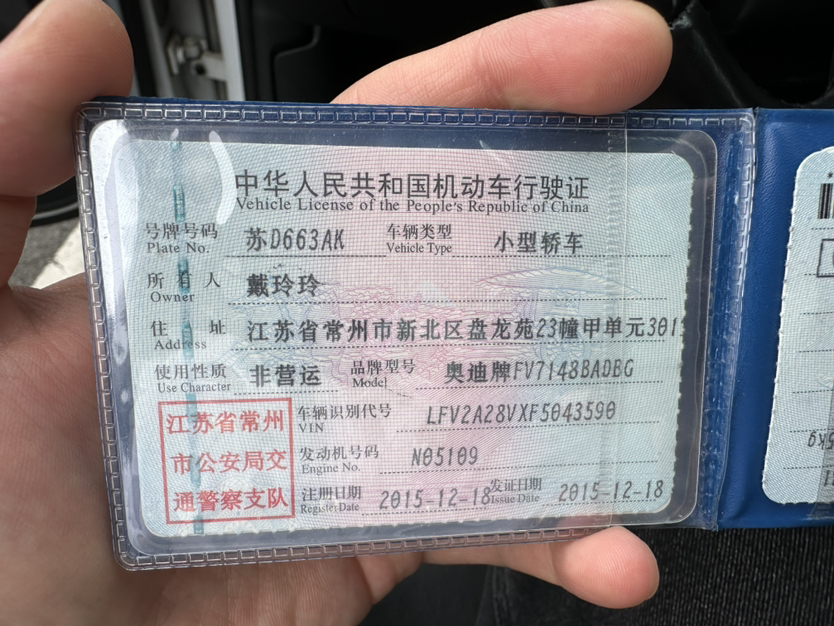 中华人民共和国机动车行驶证
Vehicle License of the People's Republic of China
号牌号码 苏D663AK 车辆类型 小型轿车
Plate No. Vehicle Type
所有人 戴玲玲
Owner
住址 江苏省常州市新北区盘龙苑23幢甲单元301
Address
使用性质 非营运 品牌型号 奥迪牌FV7148BADBG
Use Character Model
江苏省常州
市公安局交
通警察支队
车辆识别代号 LFV2A28VXF5043590
VIN
发动机号码 N05109
Engine No.
注册日期 2015-12-18 发证日期 2015-12-18
Register Date Issue Date